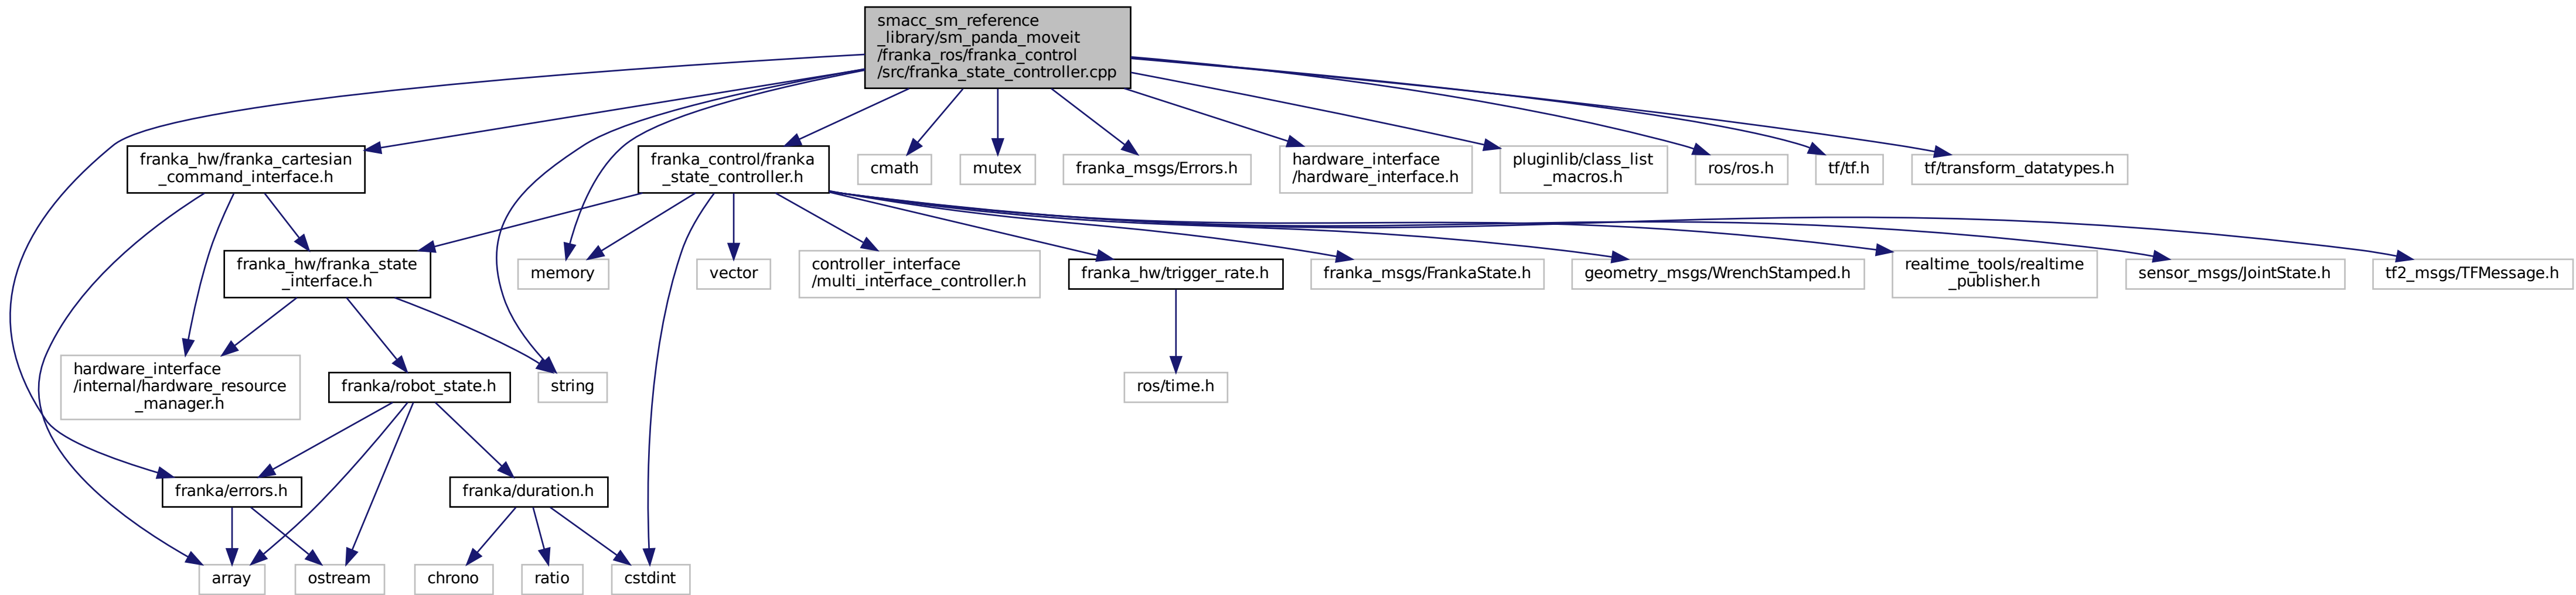 smacc_sm_reference
_library/sm_panda_moveit
/franka_ros/franka_control
/src/franka_state_controller.cpp
franka_hw/franka_cartesian
_command_interface.h
franka_control/franka
_state_controller.h
cmath
mutex
franka_msgs/Errors.h
hardware_interface
/hardware_interface.h
pluginlib/class_list
_macros.h
ros/ros.h
tf/tf.h
tf/transform_datatypes.h
franka_hw/franka_state
_interface.h
memory
vector
controller_interface
/multi_interface_controller.h
franka_hw/trigger_rate.h
franka_msgs/FrankaState.h
geometry_msgs/WrenchStamped.h
realtime_tools/realtime
_publisher.h
sensor_msgs/JointState.h
tf2_msgs/TFMessage.h
hardware_interface
/internal/hardware_resource
_manager.h
franka/robot_state.h
string
ros/time.h
franka/errors.h
franka/duration.h
array
ostream
chrono
ratio
cstdint